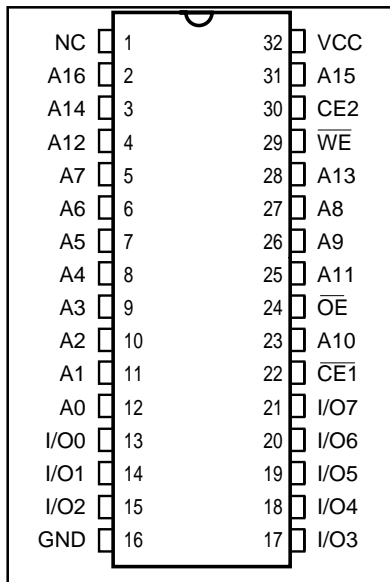 NC 1 32 VCC
A16 2 31 A15
A14 3 30 CE2
A12 4 29 W̅E̅
A7 5 28 A13
A6 6 27 A8
A5 7 26 A9
A4 8 25 A11
A3 9 24 O̅E̅
A2 10 23 A10
A1 11 22 C̅E̅1̅
A0 12 21 I/O7
I/O0 13 20 I/O6
I/O1 14 19 I/O5
I/O2 15 18 I/O4
GND 16 17 I/O3